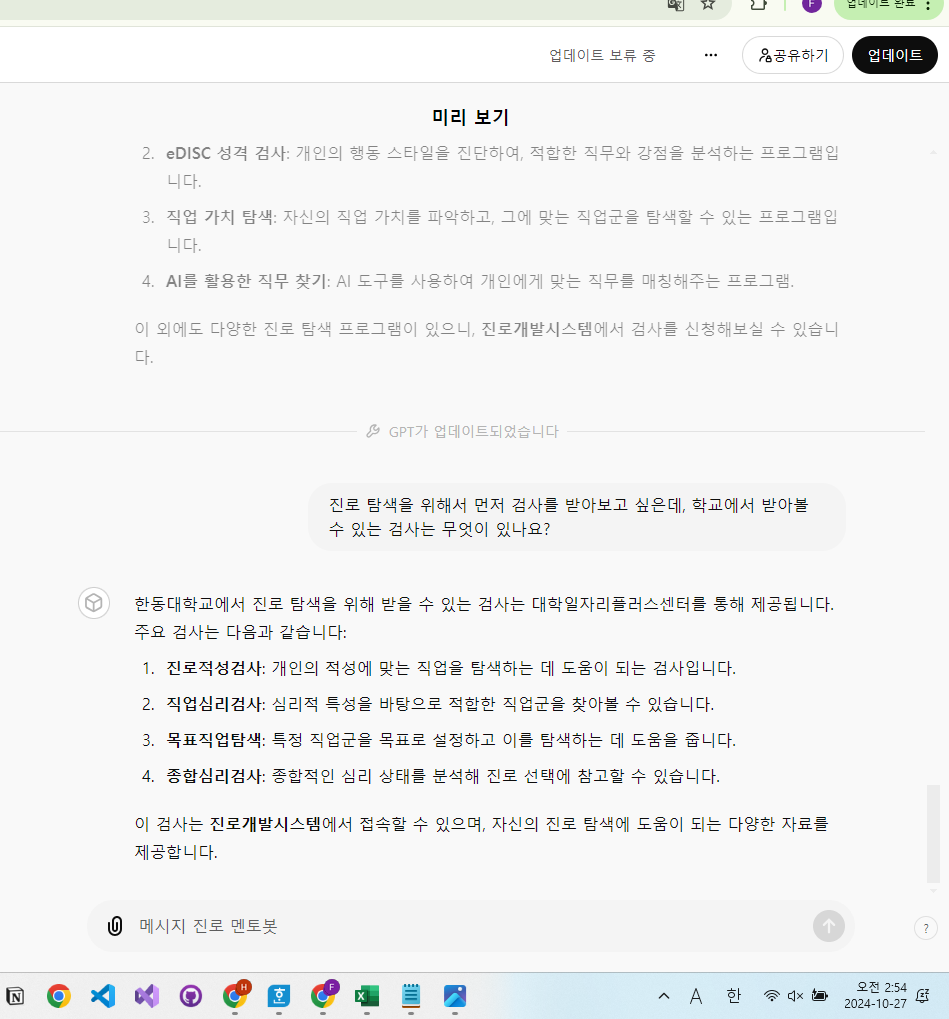 F
업데이트 완료
업데이트 보류 중
공유하기
업데이트
미리 보기
2. eDISC 성격 검사: 개인의 행동 스타일을 진단하여, 적합한 직무와 강점을 분석하는 프로그램입
니다.
3. 직업 가치 탐색: 자신의 직업 가치를 파악하고, 그에 맞는 직업군을 탐색할 수 있는 프로그램입
니다.
4. AI를 활용한 직무 찾기: AI 도구를 사용하여 개인에게 맞는 직무를 매칭해주는 프로그램.
이 외에도 다양한 진로 탐색 프로그램이 있으니, 진로개발시스템에서 검사를 신청해보실 수 있습니
다.
GPT가 업데이트되었습니다
진로 탐색을 위해서 먼저 검사를 받아보고 싶은데, 학교에서 받아볼
수 있는 검사는 무엇이 있나요?
한동대학교에서 진로 탐색을 위해 받을 수 있는 검사는 대학일자리플러스센터를 통해 제공됩니다.
주요 검사는 다음과 같습니다:
1. 진로적성검사: 개인의 적성에 맞는 직업을 탐색하는 데 도움이 되는 검사입니다.
2. 직업심리검사: 심리적 특성을 바탕으로 적합한 직업군을 찾아볼 수 있습니다.
3. 목표직업탐색: 특정 직업군을 목표로 설정하고 이를 탐색하는 데 도움을 줍니다.
4. 종합심리검사: 종합적인 심리 상태를 분석해 진로 선택에 참고할 수 있습니다.
이 검사는 진로개발시스템에서 접속할 수 있으며, 자신의 진로 탐색에 도움이 되는 다양한 자료를
제공합니다.
메시지 진로 멘토봇
?
H
F
A 한
오전 2:54
2024-10-27